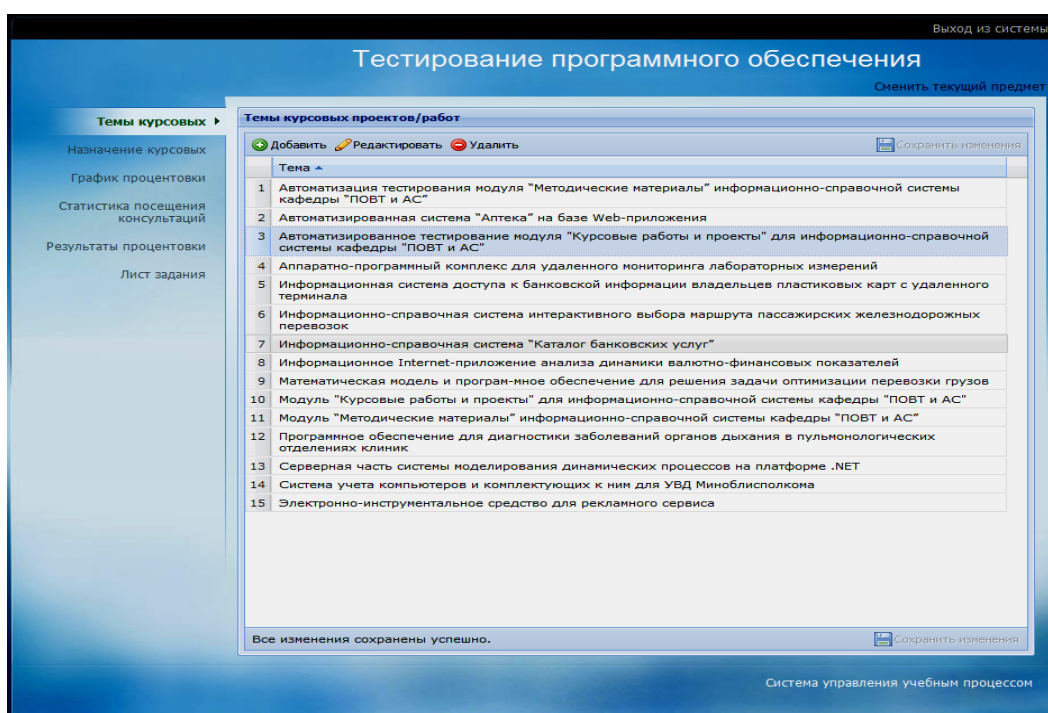 Выход из системы
Тестирование программного обеспечения
Сменить текущий предмет
Темы курсовых
Назначение курсовых
График процентовки
Статистика посещения
консультаций
Результаты процентовки
Лист задания
Темы курсовых проектов/работ
Добавить Редактировать Удалить Сохранить изменения
Тема
1 Автоматизация тестирования модуля "Методические материалы" информационно-справочной системы
кафедры "ПОВТ и АС"
2 Автоматизированная система "Аптека" на базе Web-приложения
3 Автоматизированное тестирование модуля "Курсовые работы и проекты" для информационно-справочной
системы кафедры "ПОВТ и АС"
4 Аппаратно-программный комплекс для удаленного мониторинга лабораторных измерений
5 Информационная система доступа к банковской информации владельцев пластиковых карт с удаленного
терминала
6 Информационно-справочная система интерактивного выбора маршрута пассажирских железнодорожных
перевозок
7 Информационно-справочная система "Каталог банковских услуг"
8 Информационное Internet-приложение анализа динамики валютно-финансовых показателей
9 Математическая модель и програм-мное обеспечение для решения задачи оптимизации перевозки грузов
10 Модуль "Курсовые работы и проекты" для информационно-справочной системы кафедры "ПОВТ и АС"
11 Модуль "Методические материалы" информационно-справочной системы кафедры "ПОВТ и АС"
12 Программное обеспечение для диагностики заболеваний органов дыхания в пульмонологических
отделениях клиник
13 Серверная часть системы моделирования динамических процессов на платформе .NET
14 Система учета компьютеров и комплектующих к ним для УВД Миноблисполкома
15 Электронно-инструментальное средство для рекламного сервиса
Все изменения сохранены успешно. Сохранить изменения
Система управления учебным процессом